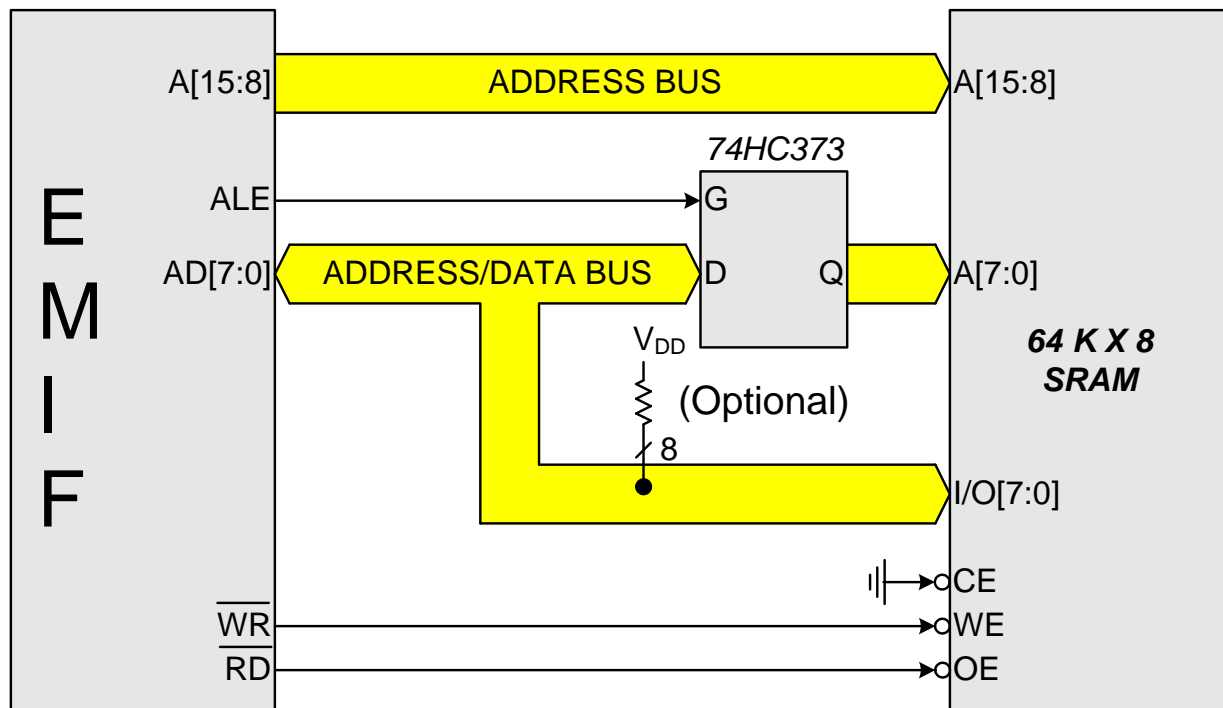 A[15:8]
ADDRESS BUS
A[15:8]
74HC373
ALE
G
AD[7:0]
ADDRESS/DATA BUS
D
Q
A[7:0]
E
M
I
F
VDD
(Optional)
8
64 K X 8
SRAM
I/O[7:0]
CE
WR
WE
RD
OE